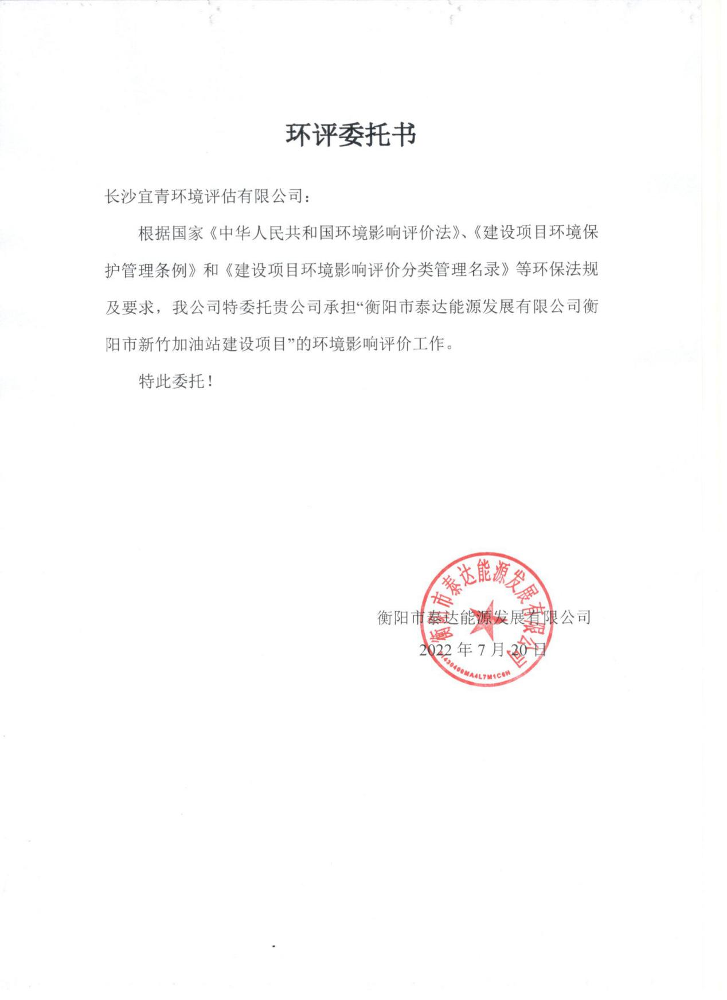 环评委托书
长沙宜青环境评估有限公司：
根据国家《中华人民共和国环境影响评价法》、《建设项目环境保
护管理条例》和《建设项目环境影响评价分类管理名录》等环保法规
及要求，我公司特委托贵公司承担“衡阳市泰达能源发展有限公司衡
阳市新竹加油站建设项目”的环境影响评价工作。
特此委托！
衡阳市泰达能源发展有限公司
2022 年 7 月 20 日
衡阳市泰达能源发展有限公司